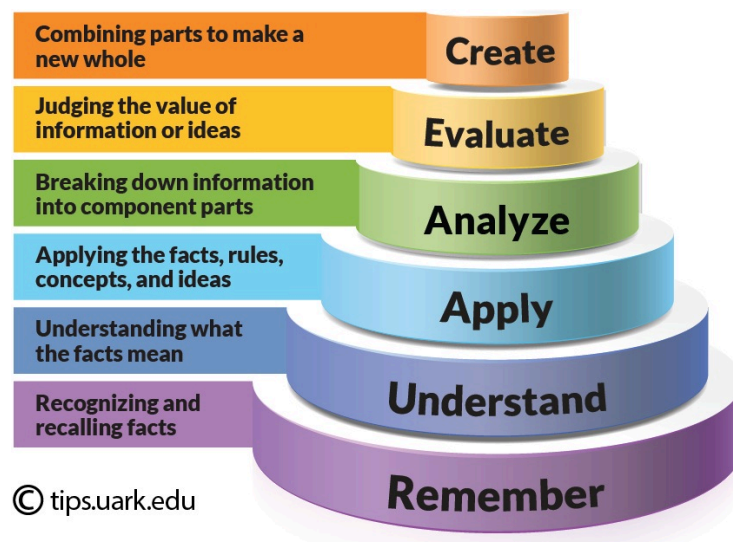 Combining parts to make a
new whole
Create
Judging the value of
information or ideas
Evaluate
Breaking down information
into component parts
Analyze
Applying the facts, rules,
concepts, and ideas
Apply
Understanding what
the facts mean
Understand
Recognizing and
recalling facts
Remember
© tips.uark.edu